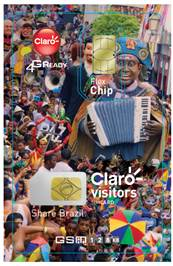 Claro
4G READY
Flex
Chip
Claro
visitors
CARD
Share Brazil
GSM